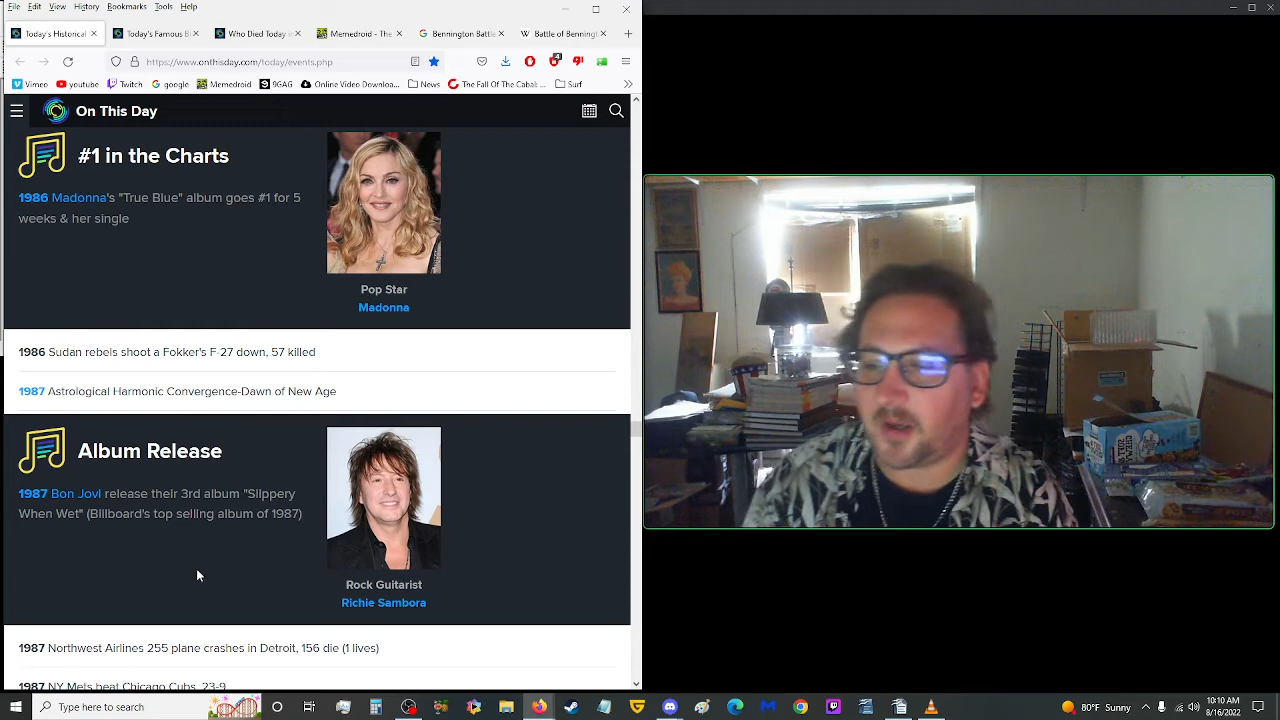 File Edit View History Bookmarks Tools Help
Today's Historical
Today's Famous Bi
Who Died Today in
Memedroid - The
Bennington Battle
Battle of Benningt
https://www.onthisday.com/today/events.php
Vimeo
youtube
Twitch
google
Memedroid
9GAG
Online Video Downloa...
News
The Fall Of The Cabal
Surf
On This Day
#1 in the Charts
1986 Madonna's "True Blue" album goes #1 for 5
weeks & her single
Pop Star
Madonna
1986 Sudan rebels shoot a Fokker's F-27 down, 57 killed
1987 Astrological Harmonic Convergence-Dawn of New Age
Album Release
1987 Bon Jovi release their 3rd album "Slippery
When Wet" (Billboard's top selling album of 1987)
Rock Guitarist
Richie Sambora
1987 Northwest Airlines 255 plane crashes in Detroit, 156 die (1 lives)
1987 NY Mets beat Chicago Cubs, 23-9
Type here to search
80°F Sunny
10:10 AM
8/16/2022